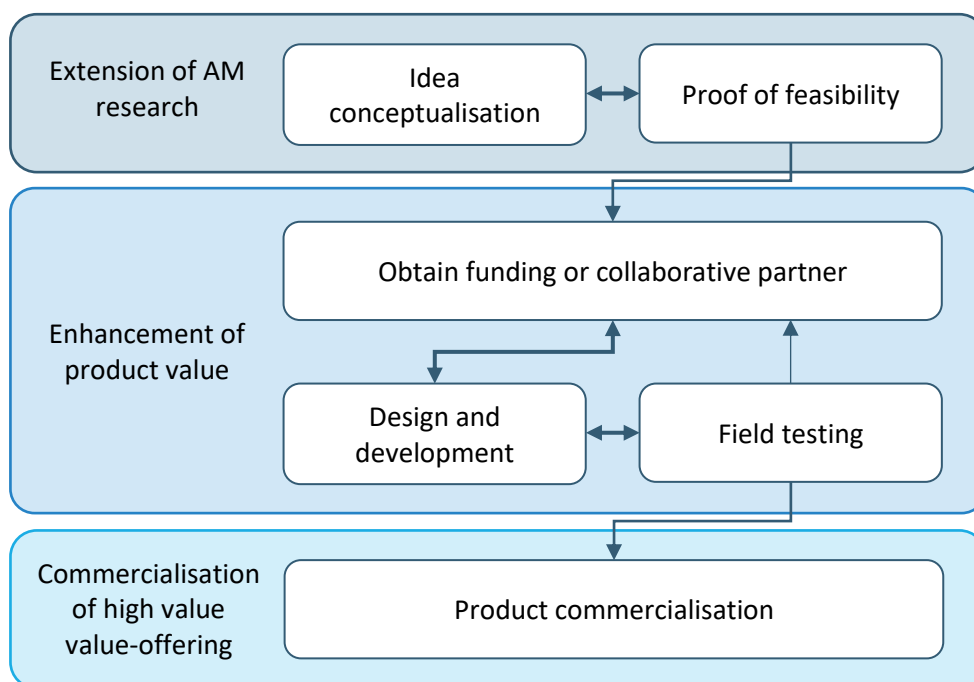 Extension of AM
research
Idea
conceptualisation
Proof of feasibility
Enhancement of
product value
Obtain funding or collaborative partner
Design and
development
Field testing
Commercialisation
of high value
value-offering
Product commercialisation